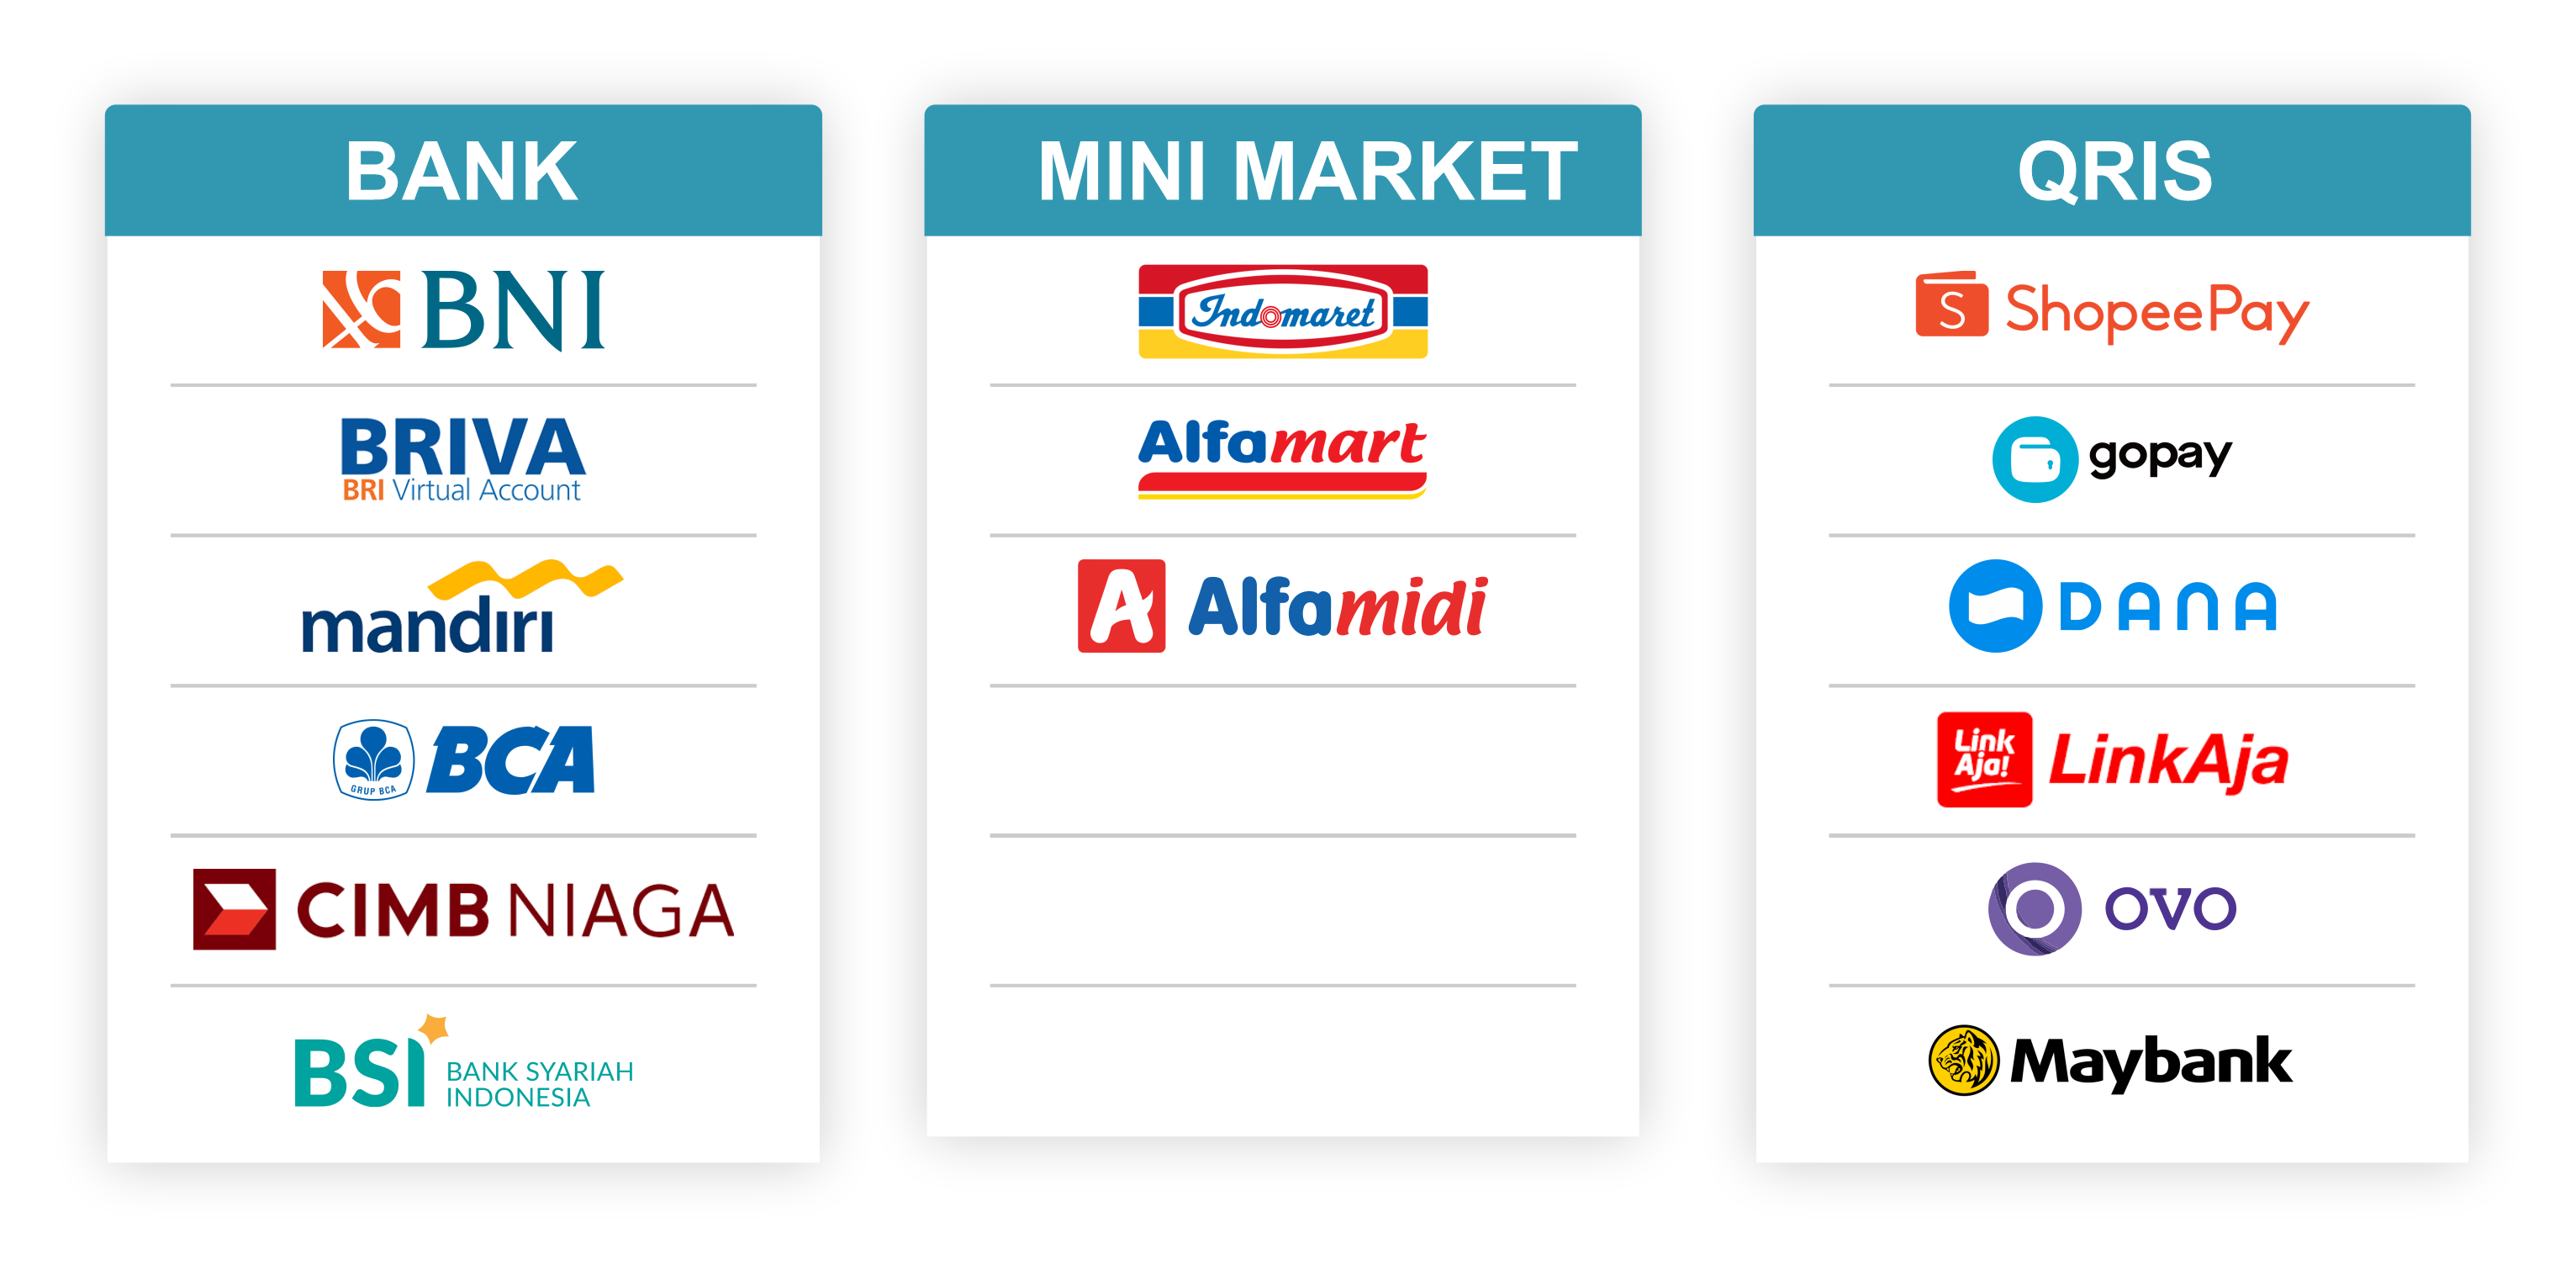 BANK
BNI
BRIVA
BRI Virtual Account
mandiri
GRUP BCA
BCA
CIMB NIAGA
BSI
BANK SYARIAH
INDONESIA
MINI MARKET
Indomaret
Alfamart
A Alfamidi
QRIS
S ShopeePay
gopay
DANA
Link
Aja!
LinkAja
OVO
Maybank